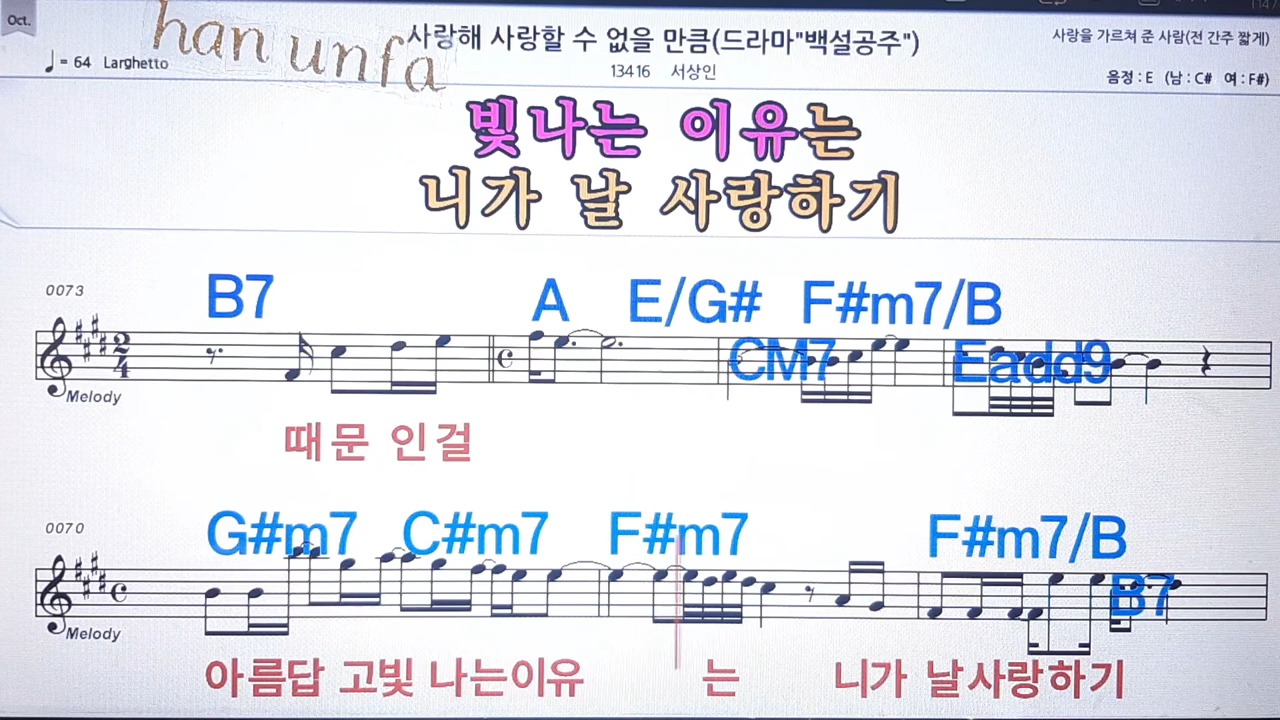 Oct.
han unfa
사랑해 사랑할 수 없을 만큼(드라마"백설공주")
사랑을 가르쳐 준 사람(전 간주 짧게)
♩= 64 Larghetto
13416 서상인
음정 : E (남 : C# 여 : F#)
빛나는 이유는
니가 날 사랑하기
0073
B7 A E/G# F#m7/B
CM7 Eadd9
2/4
Melody
때문 인걸
0070
G#m7 C#m7 F#m7 F#m7/B
B7
Melody
아름답 고빛 나는이유 는 니가 날사랑하기